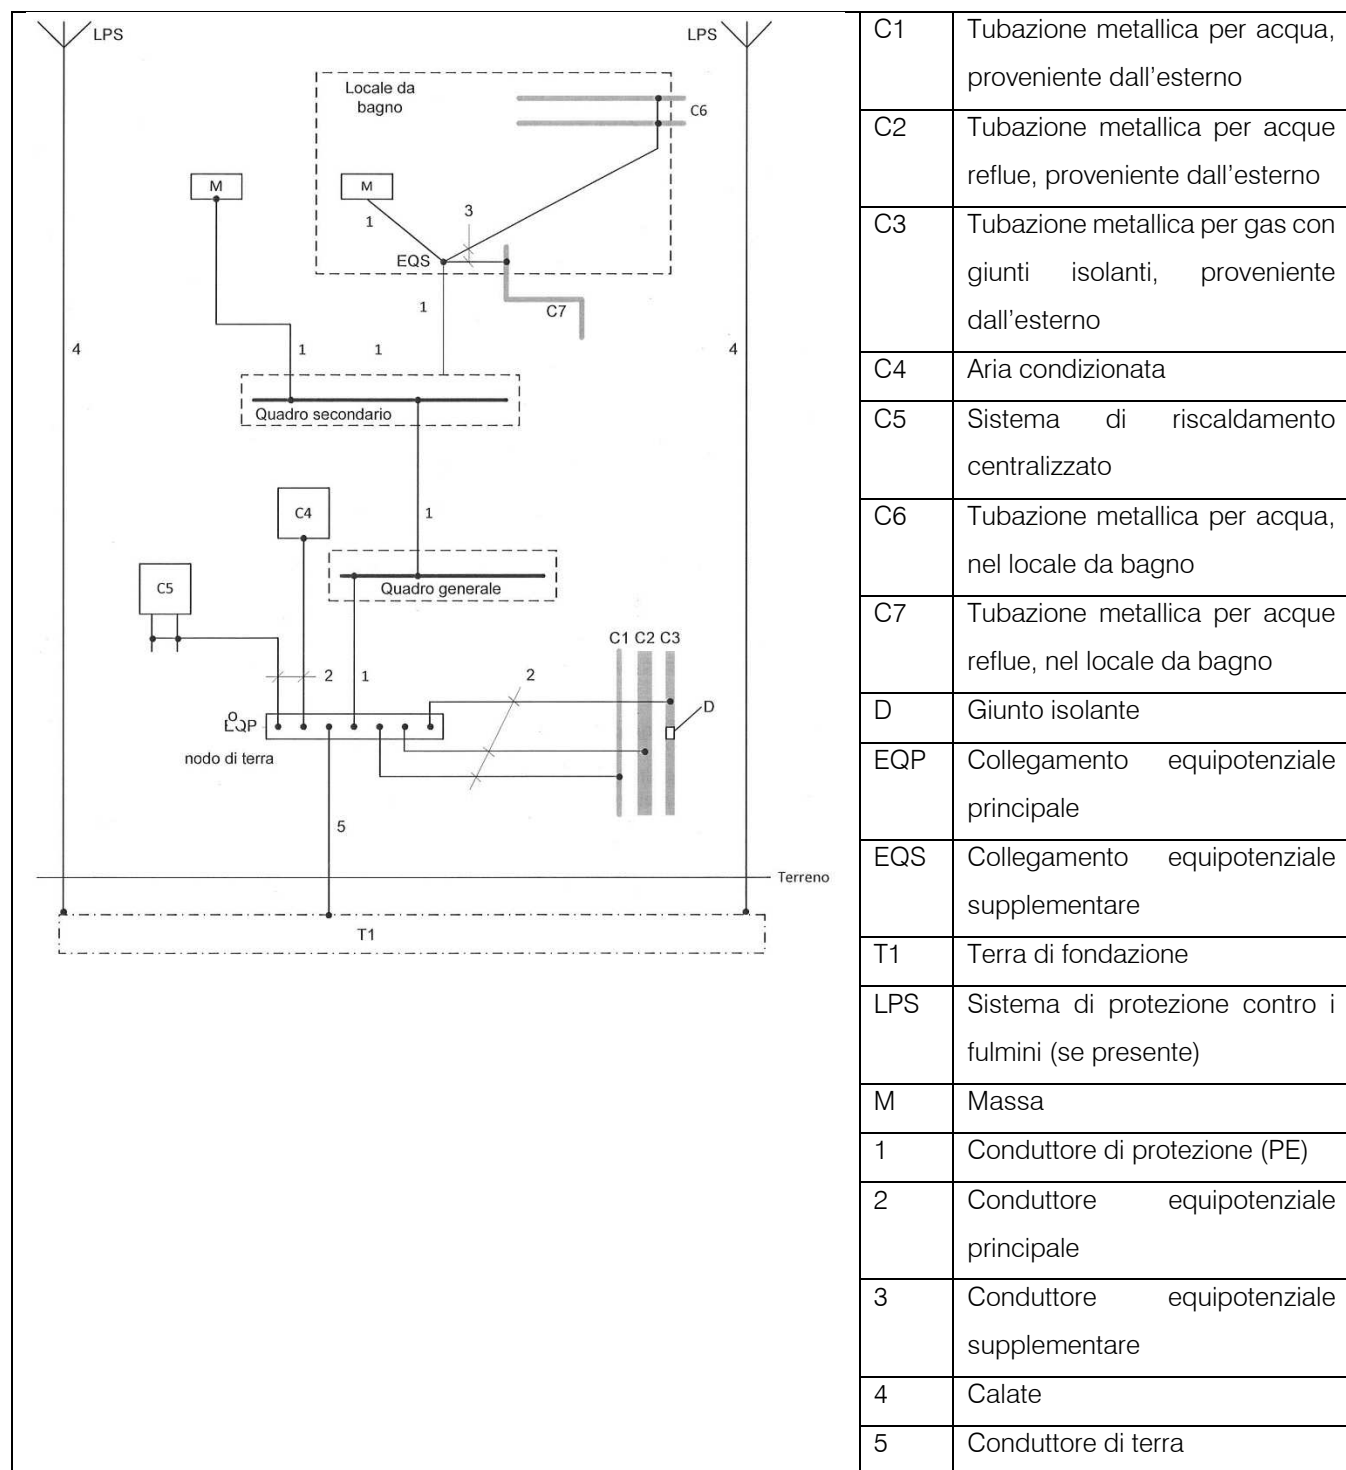 LPS
LPS
Locale da
bagno
C6
M
M
3
1
EQS
1
C7
4
1
1
4
Quadro secondario
C4
1
C5
Quadro generale
C1 C2 C3
2
1
2
D
o
EQP
nodo di terra
5
Terreno
T1
C1 Tubazione metallica per acqua,
proveniente dall'esterno
C2 Tubazione metallica per acque
reflue, proveniente dall'esterno
C3 Tubazione metallica per gas con
giunti isolanti, proveniente
dall'esterno
C4 Aria condizionata
C5 Sistema di riscaldamento
centralizzato
C6 Tubazione metallica per acqua,
nel locale da bagno
C7 Tubazione metallica per acque
reflue, nel locale da bagno
D Giunto isolante
EQP Collegamento equipotenziale
principale
EQS Collegamento equipotenziale
supplementare
T1 Terra di fondazione
LPS Sistema di protezione contro i
fulmini (se presente)
M Massa
1 Conduttore di protezione (PE)
2 Conduttore equipotenziale
principale
3 Conduttore equipotenziale
supplementare
4 Calate
5 Conduttore di terra